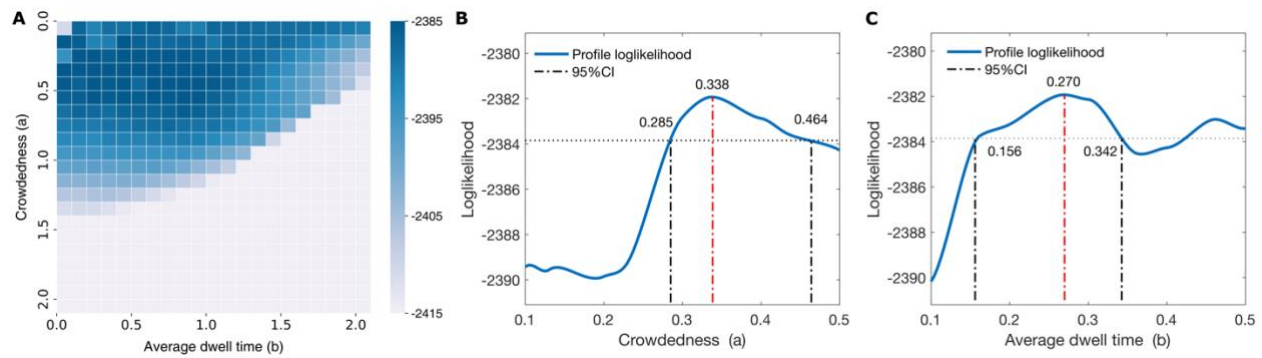 A
0.0
0.5
1.0
1.5
2.0
Crowdedness (a)
0.0 0.5 1.0 1.5 2.0
Average dwell time (b)
-2385
-2395
-2405
-2415
B
-2380
-2382
-2384
-2386
-2388
-2390
Loglikelihood
Profile loglikelihood
95%CI
0.338
0.285
0.464
0.1 0.2 0.3 0.4 0.5
Crowdedness (a)
C
-2380
-2382
-2384
-2386
-2388
-2390
Loglikelihood
Profile loglikelihood
95%CI
0.270
0.156
0.342
0.1 0.2 0.3 0.4 0.5
Average dwell time (b)